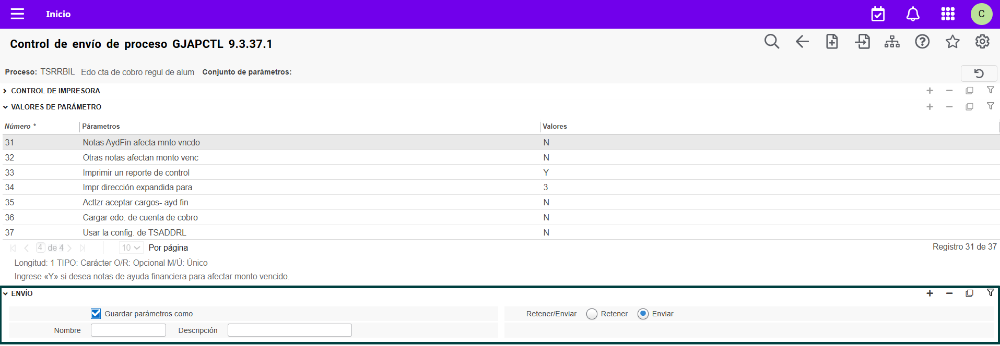 Inicio
C
Control de envío de proceso GJAPCTL 9.3.37.1
Proceso: TSRRBIL Edo cta de cobro regul de alum Conjunto de parámetros:
CONTROL DE IMPRESORA
VALORES DE PARÁMETRO
Número * Párametros Valores
31 Notas AydFin afecta mnto vncdo N
32 Otras notas afectan monto venc N
33 Imprimir un reporte de control Y
34 Impr dirección expandida para 3
35 Actlzr aceptar cargos- ayd fin N
36 Cargar edo. de cuenta de cobro N
37 Usar la config. de TSADDRL N
4 de 4 10 Por página Registro 31 de 37
Longitud: 1 TIPO: Carácter O/R: Opcional M/Ú: Único
Ingrese «Y» si desea notas de ayuda financiera para afectar monto vencido.
ENVÍO
Guardar parámetros como Retener/Enviar Retener Enviar
Nombre Descripción